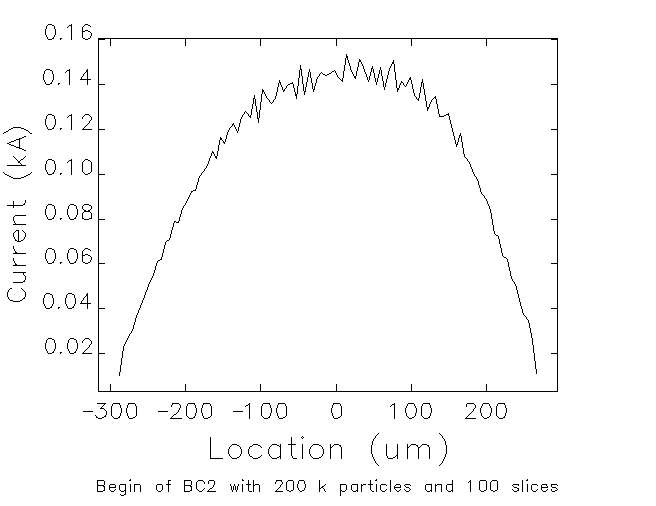 0.16
0.14
0.12
0.10
0.08
0.06
0.04
0.02
Current (kA)
-300 -200 -100 0 100 200
Location (um)
Begin of BC2 with 200 k particles and 100 slices